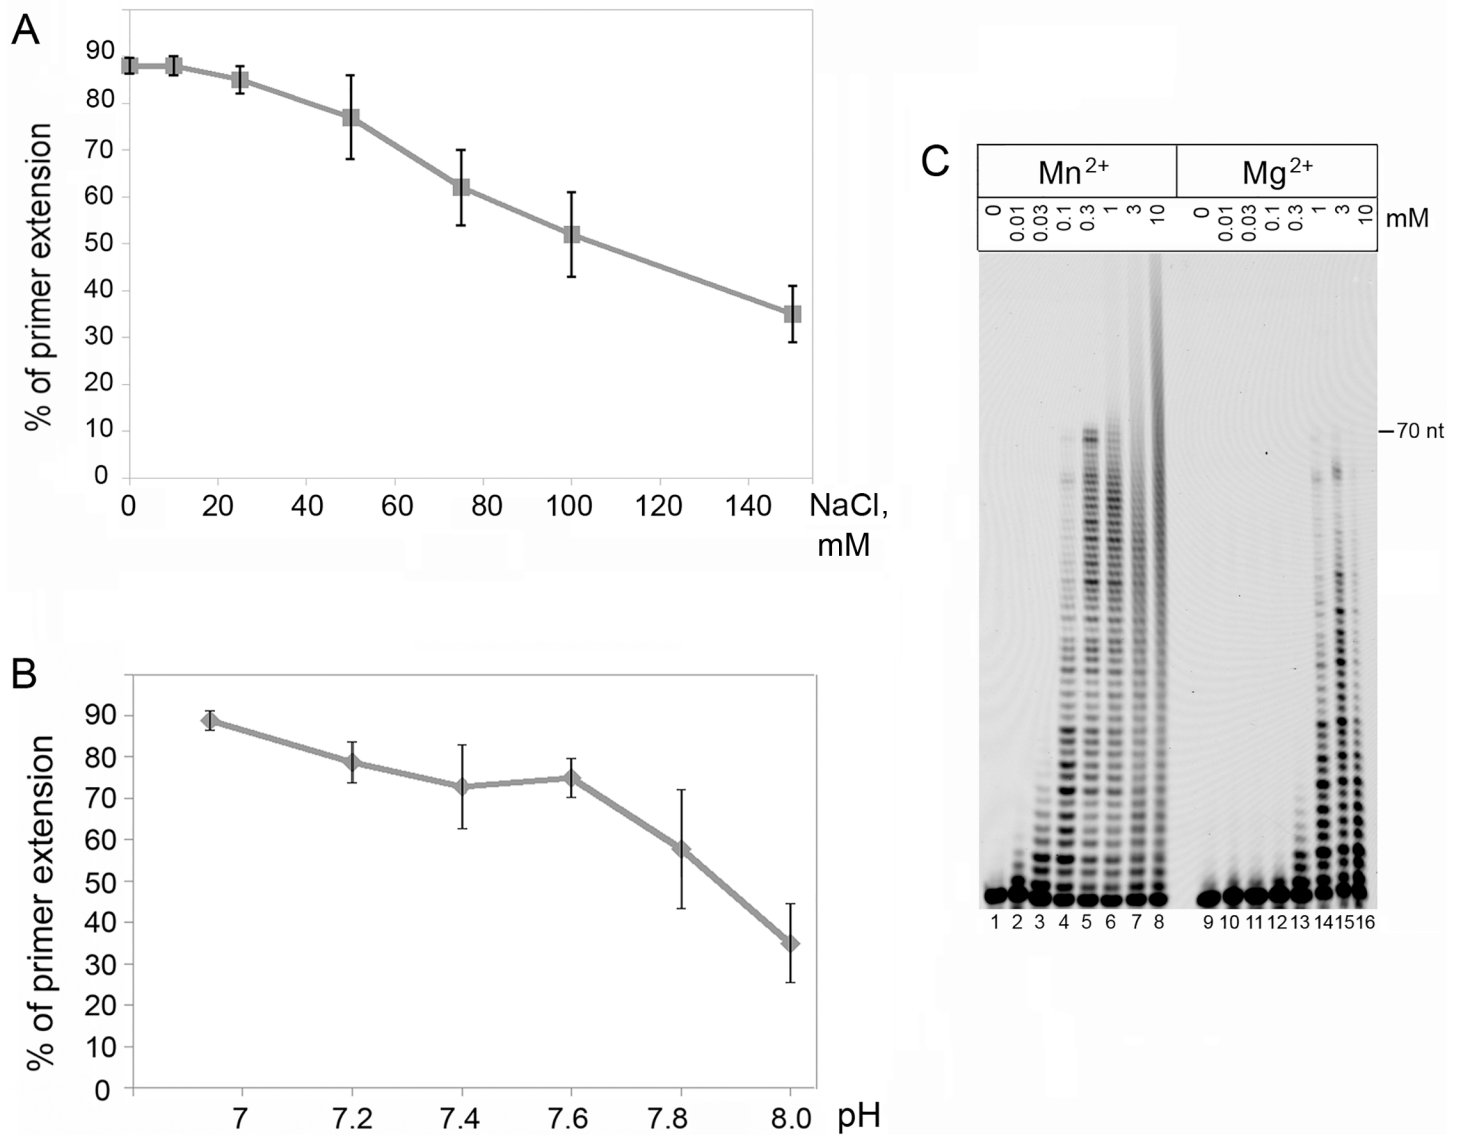 A
90
80
70
60
50
40
30
20
10
0
% of primer extension
0 20 40 60 80 100 120 140 NaCl,
mM
B
90
80
70
60
50
40
30
20
10
0
% of primer extension
7 7.2 7.4 7.6 7.8 8.0 pH
C
Mn2+ Mg2+
0 0.01 0.03 0.1 0.3 1 3 10 0 0.01 0.03 0.1 0.3 1 3 10 mM
70 nt
1 2 3 4 5 6 7 8 9 10 11 12 13 14 15 16